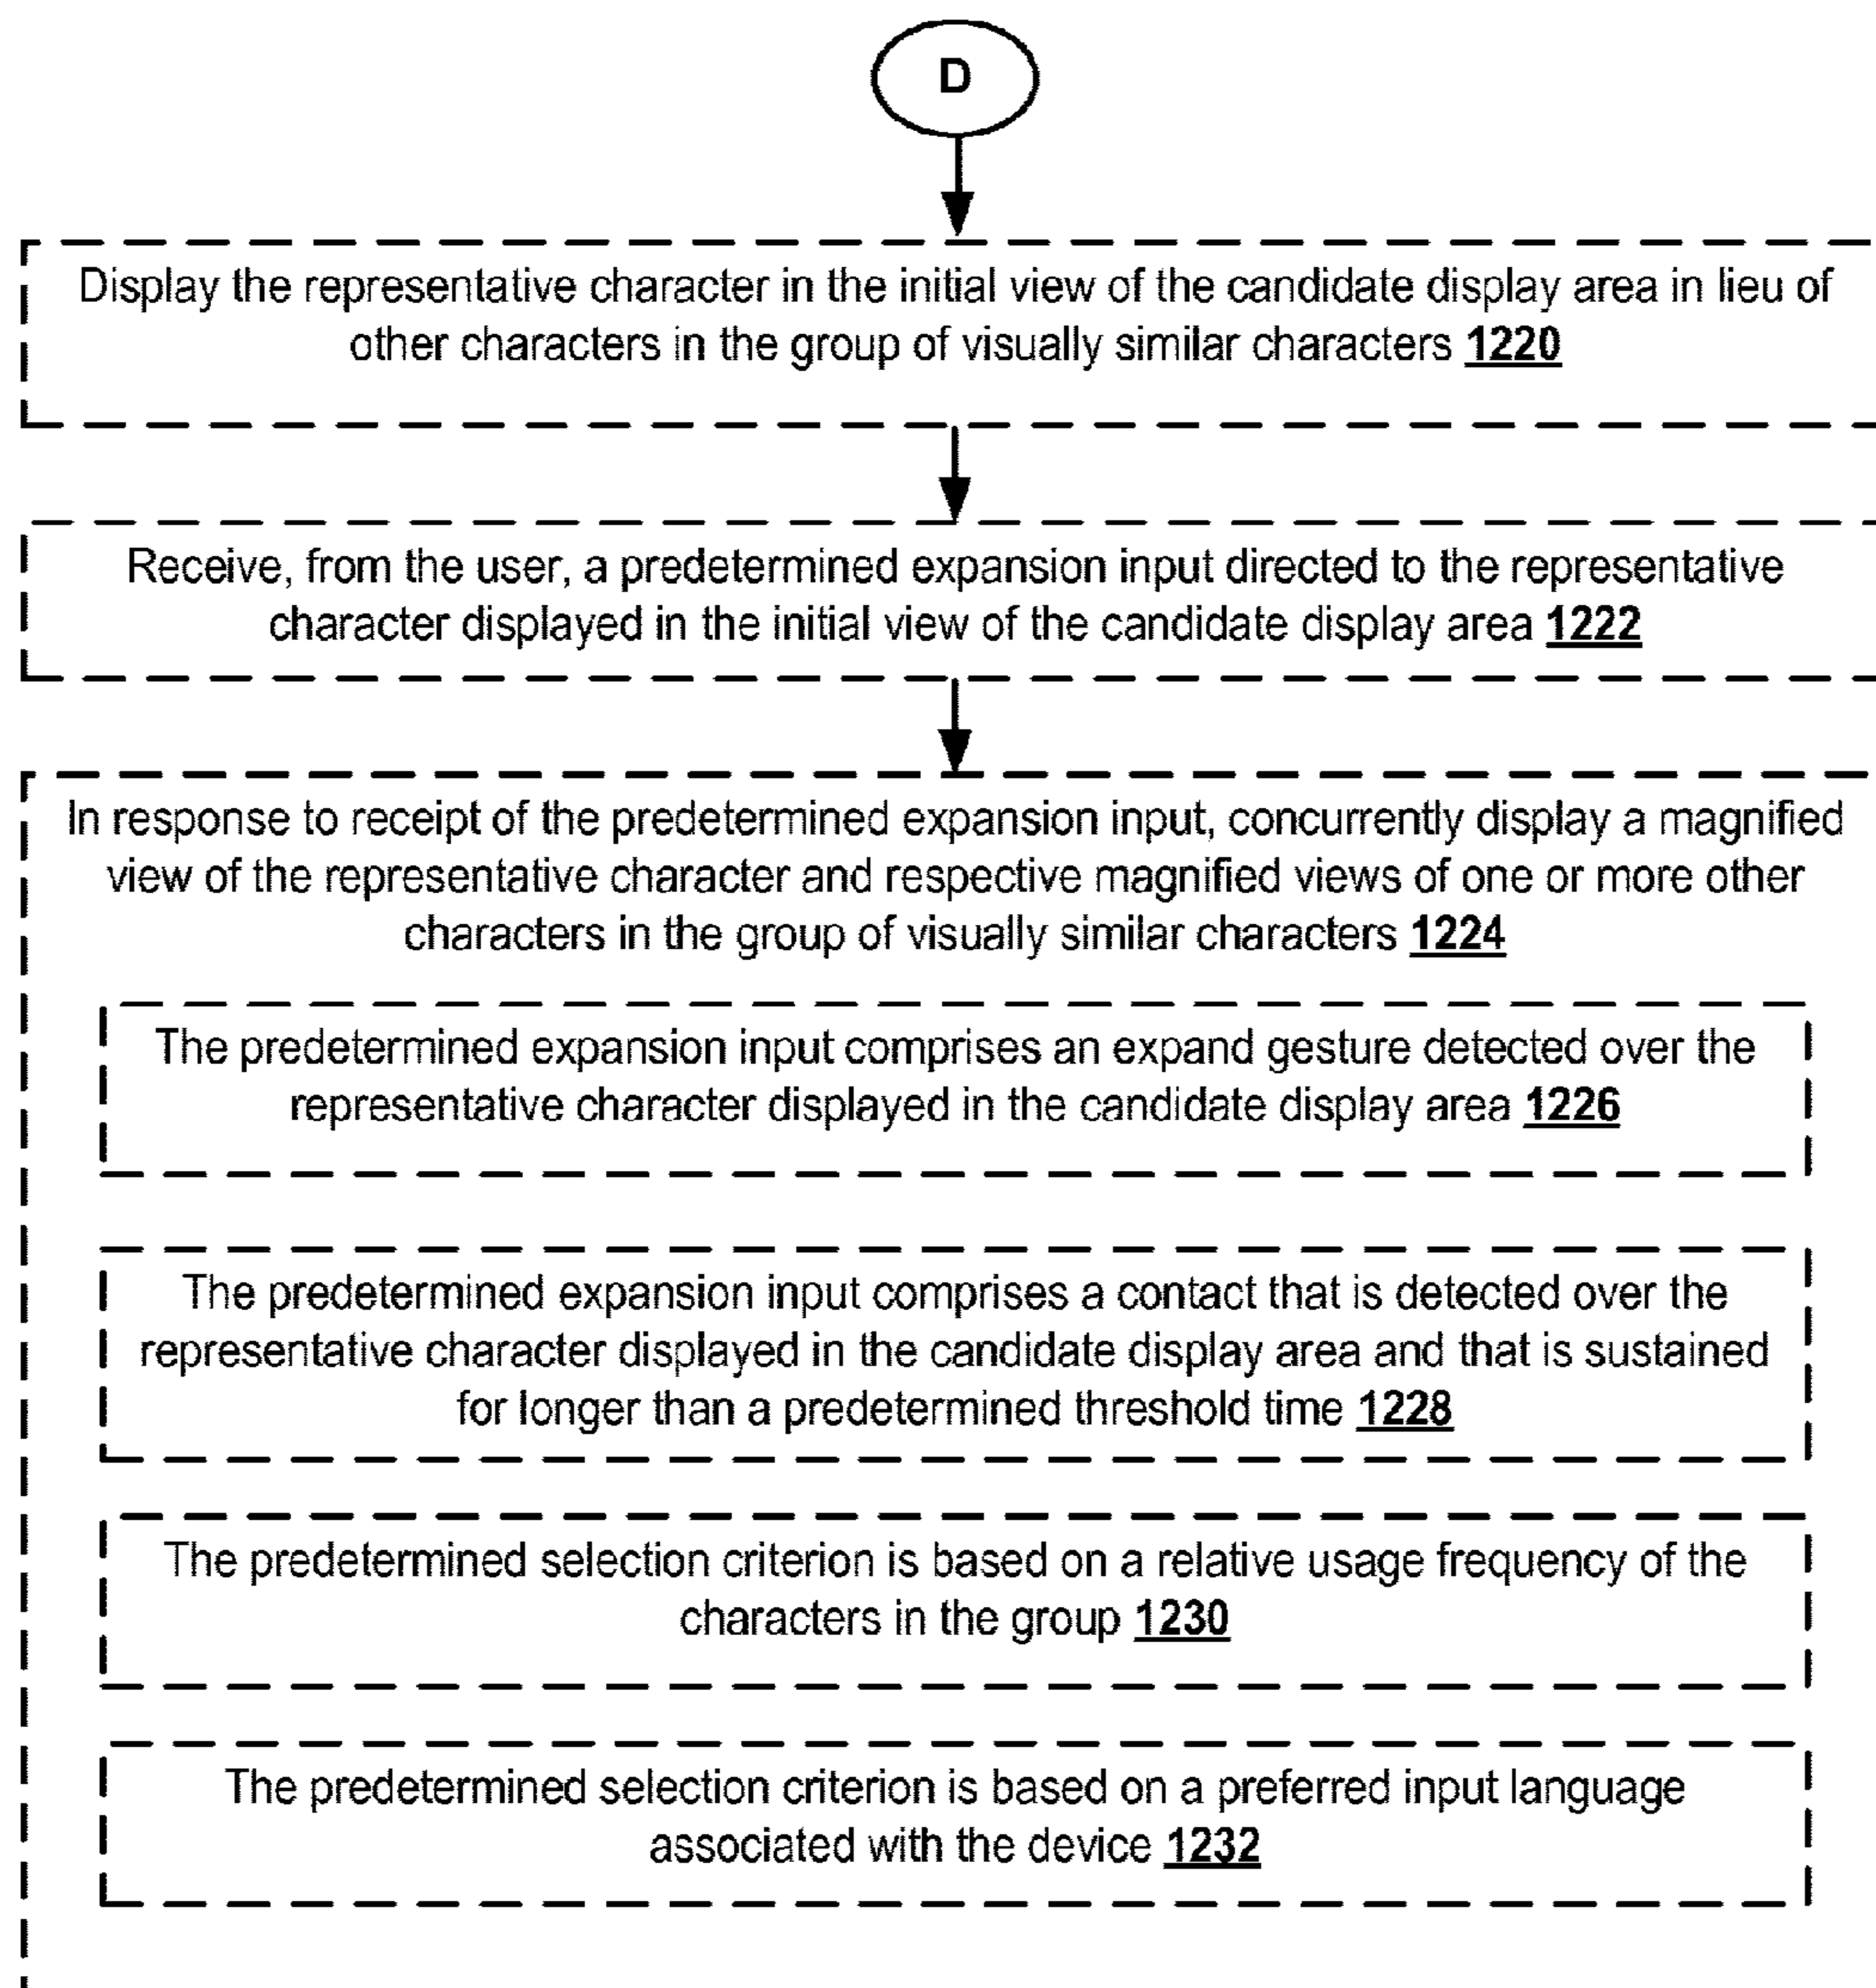 D
Display the representative character in the initial view of the candidate display area in lieu of
other characters in the group of visually similar characters 1220
Receive, from the user, a predetermined expansion input directed to the representative
character displayed in the initial view of the candidate display area 1222
In response to receipt of the predetermined expansion input, concurrently display a magnified
view of the representative character and respective magnified views of one or more other
characters in the group of visually similar characters 1224
The predetermined expansion input comprises an expand gesture detected over the
representative character displayed in the candidate display area 1226
The predetermined expansion input comprises a contact that is detected over the
representative character displayed in the candidate display area and that is sustained
for longer than a predetermined threshold time 1228
The predetermined selection criterion is based on a relative usage frequency of the
characters in the group 1230
The predetermined selection criterion is based on a preferred input language
associated with the device 1232